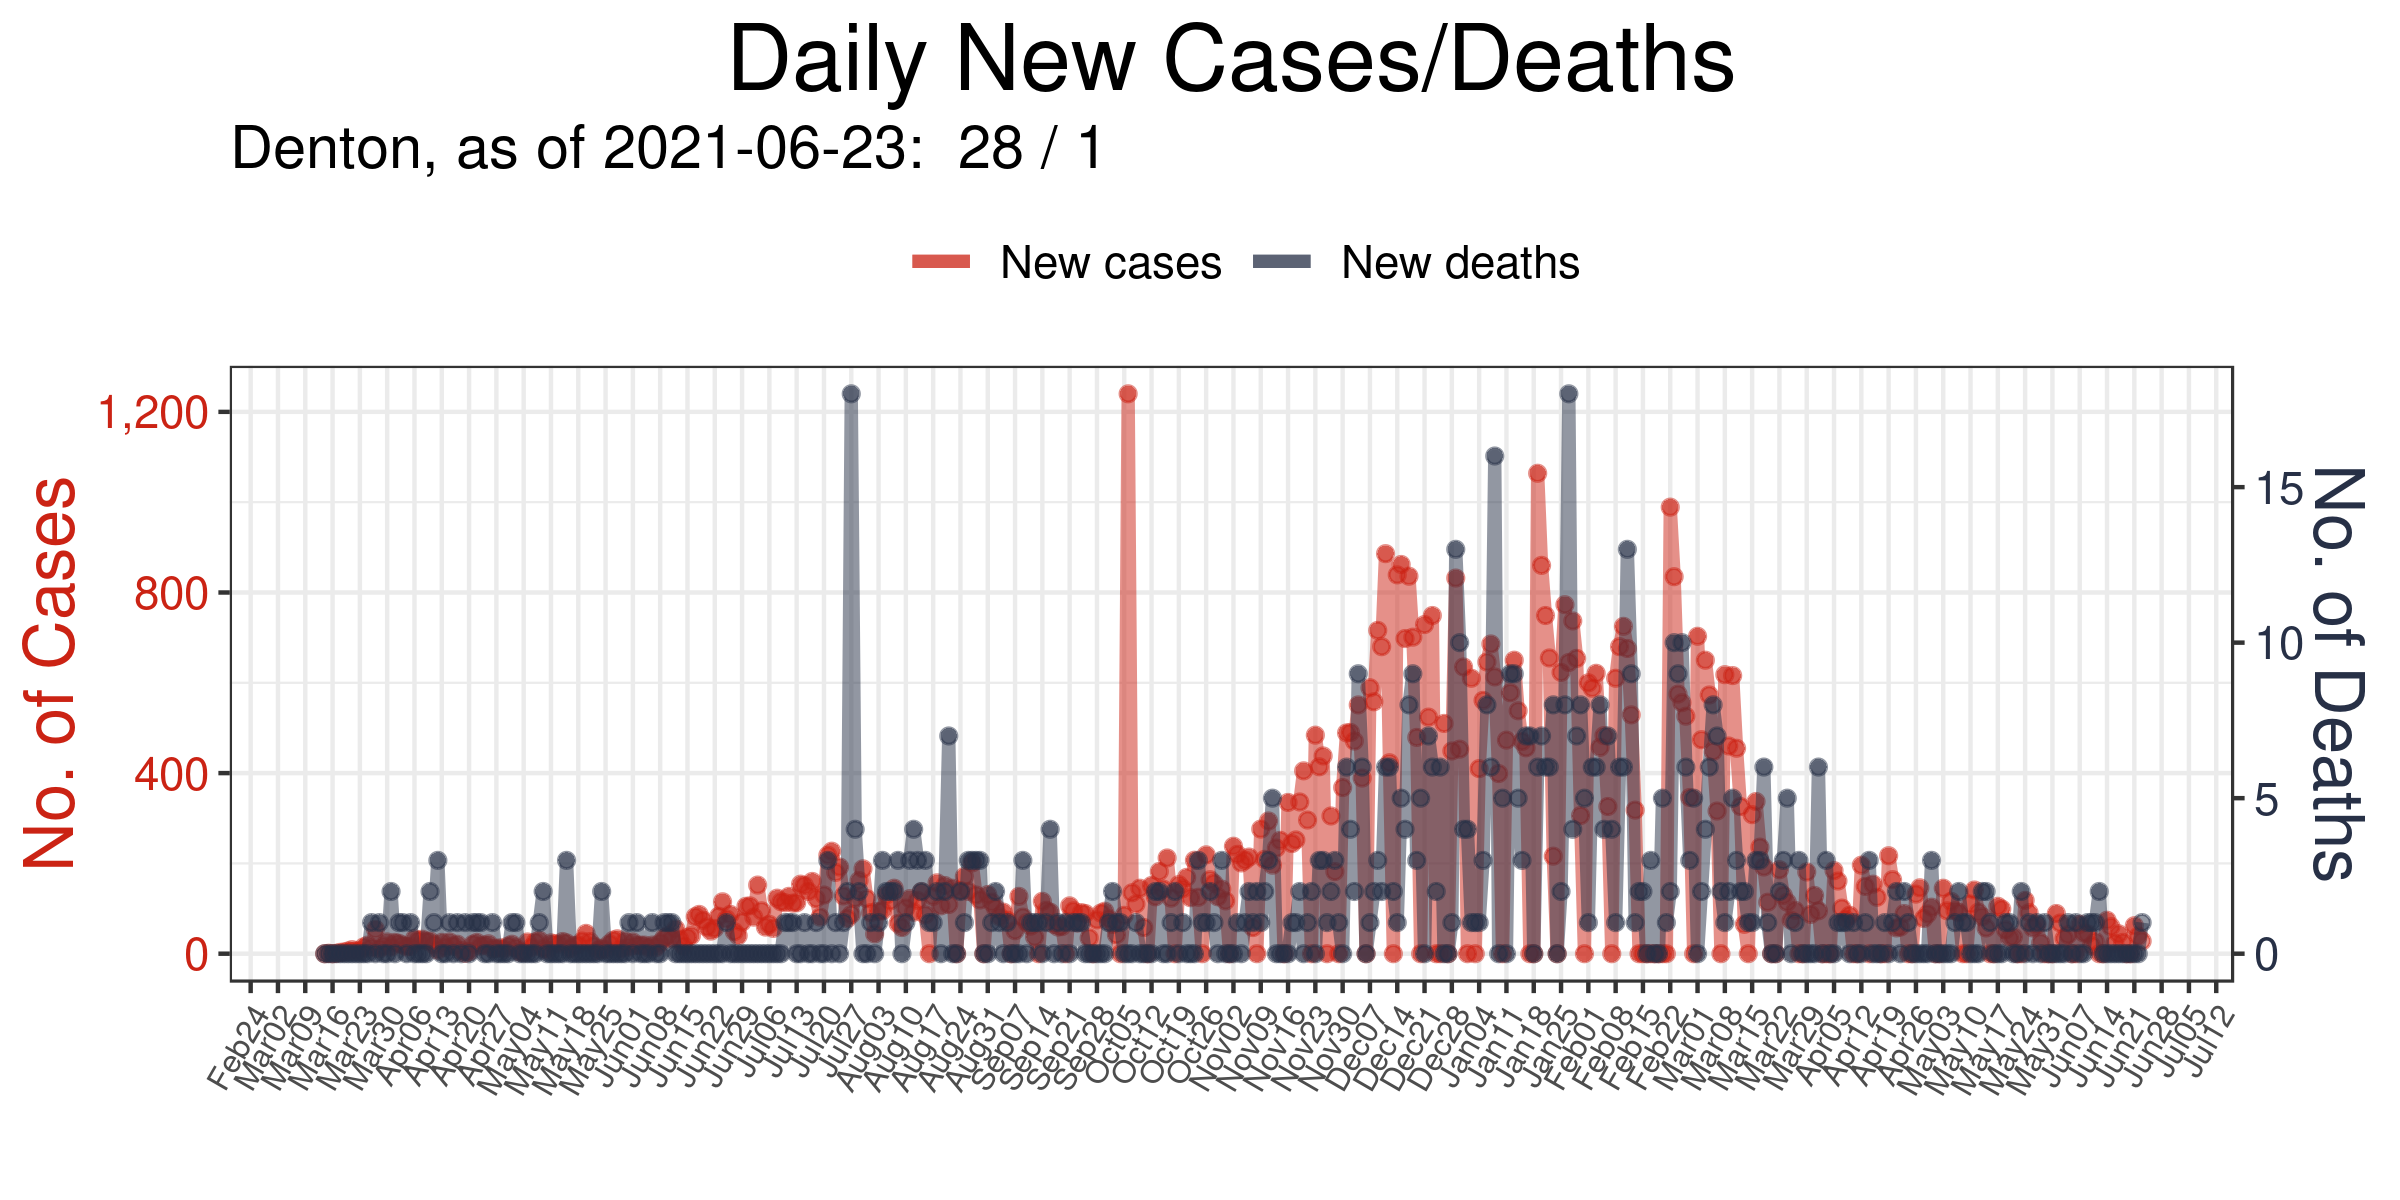 Daily New Cases/Deaths
Denton, as of 2021-06-23:  28 / 1
New cases
New deaths
No. of Cases
1,200
800
400
0
15
10
5
0
No. of Deaths
Feb24
Mar02
Mar09
Mar16
Mar23
Mar30
Apr06
Apr13
Apr20
Apr27
May04
May11
May18
May25
Jun01
Jun08
Jun15
Jun22
Jun29
Jul06
Jul13
Jul20
Jul27
Aug03
Aug10
Aug17
Aug24
Aug31
Sep07
Sep14
Sep21
Sep28
Oct05
Oct12
Oct19
Oct26
Nov02
Nov09
Nov16
Nov23
Nov30
Dec07
Dec14
Dec21
Dec28
Jan04
Jan11
Jan18
Jan25
Feb01
Feb08
Feb15
Feb22
Mar01
Mar08
Mar15
Mar22
Mar29
Apr05
Apr12
Apr19
Apr26
May03
May10
May17
May24
May31
Jun07
Jun14
Jun21
Jun28
Jul05
Jul12